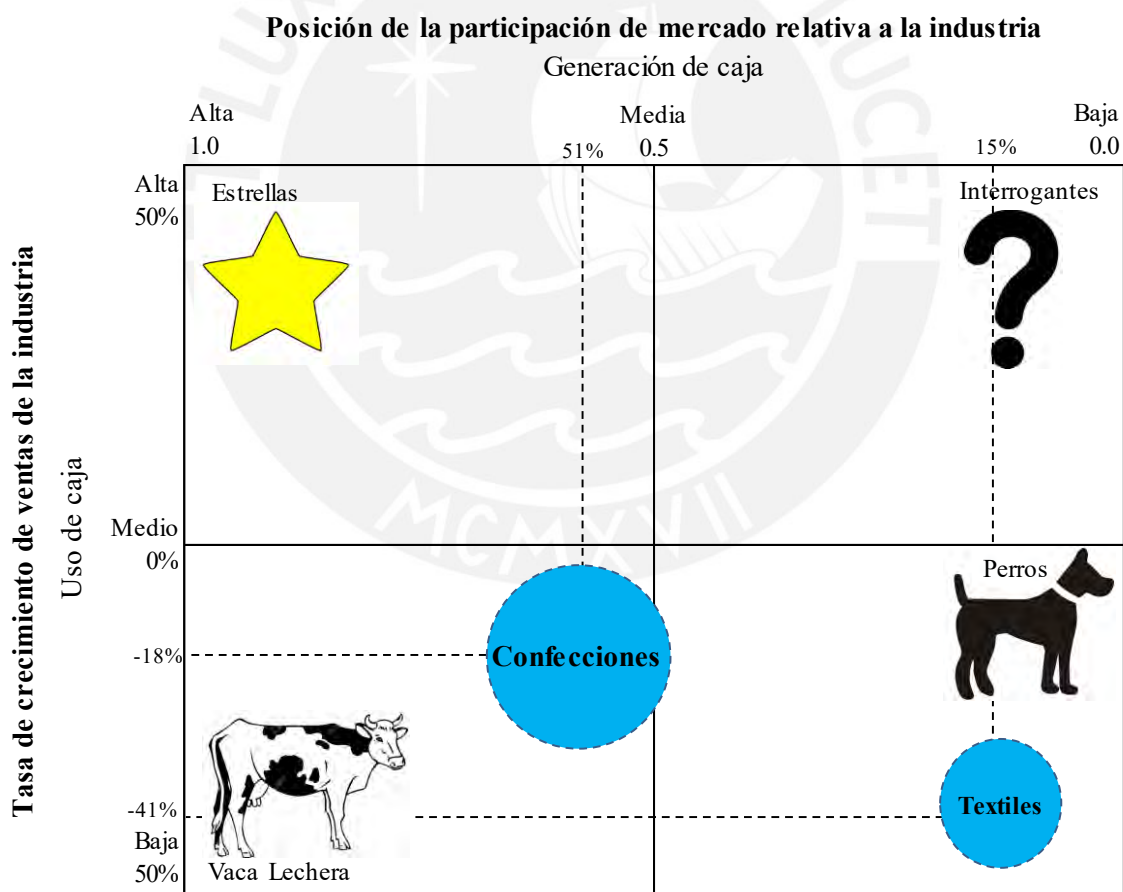 Posición de la participación de mercado relativa a la industria
Generación de caja
Alta
Media
Baja
1.0
51%
0.5
15%
0.0
Tasa de crecimiento de ventas de la industria
Uso de caja
Alta
50%
Estrellas
Interrogantes
Medio
0%
Perros
-18%
Confecciones
-41%
Textiles
Baja
50%
Vaca Lechera
MCMXVII